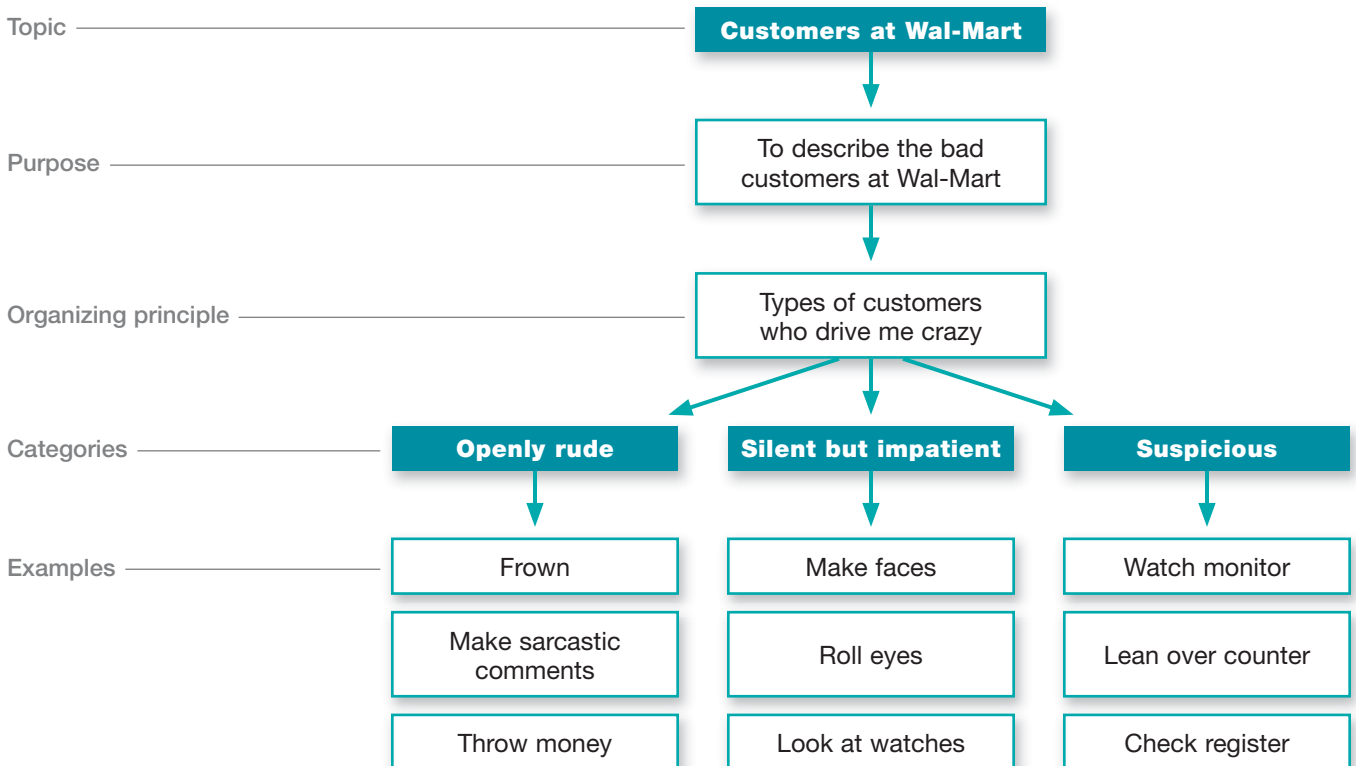 Topic
Customers at Wal-Mart
Purpose
To describe the bad
customers at Wal-Mart
Organizing principle
Types of customers
who drive me crazy
Categories
Openly rude
Silent but impatient
Suspicious
Examples
Frown
Make faces
Watch monitor
Make sarcastic
comments
Roll eyes
Lean over counter
Throw money
Look at watches
Check register